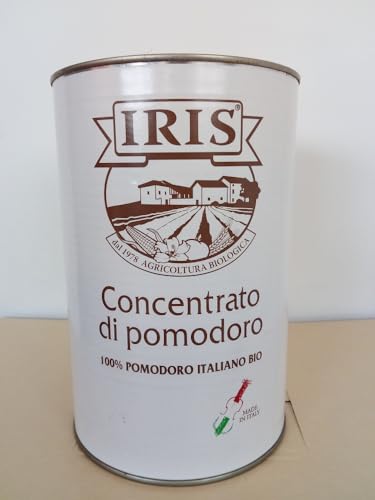 IRIS®
dal 1978 AGRICOLTURA BIOLOGICA
Concentrato
di pomodoro
100% POMODORO ITALIANO BIO
MADE
IN ITALY